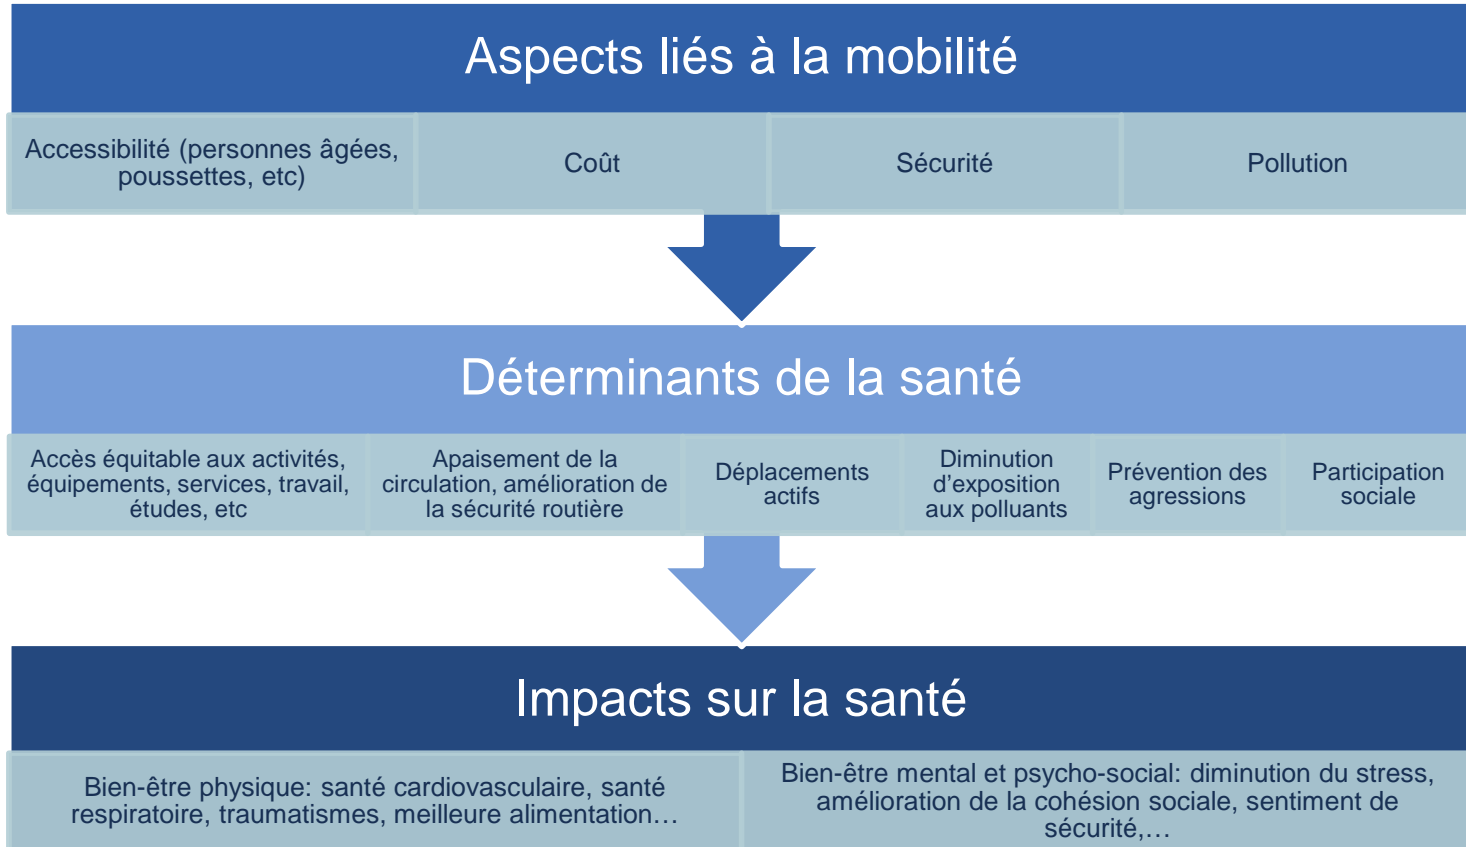 Aspects liés à la mobilité
Accessibilité (personnes âgées,
poussettes, etc)
Coût
Sécurité
Pollution
Déterminants de la santé
Accès équitable aux activités,
équipements, services, travail,
études, etc
Apaisement de la
circulation, amélioration de
la sécurité routière
Déplacements
actifs
Diminution
d'exposition
aux polluants
Prévention des
agressions
Participation
sociale
Impacts sur la santé
Bien-être physique: santé cardiovasculaire, santé
respiratoire, traumatismes, meilleure alimentation…
Bien-être mental et psycho-social: diminution du stress,
amélioration de la cohésion sociale, sentiment de
sécurité,…